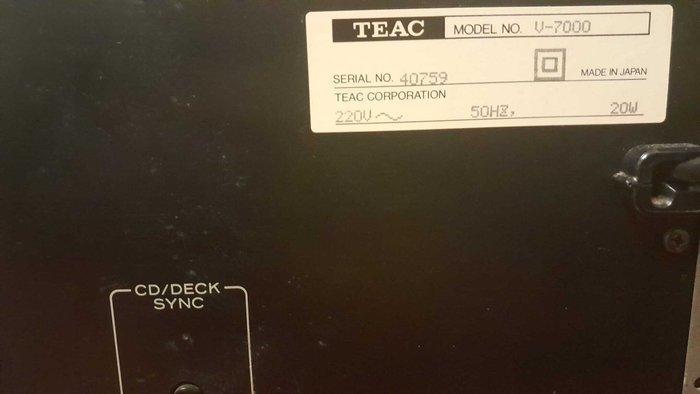 TEAC MODEL NO. V-7000
SERIAL NO. 40759 MADE IN JAPAN
TEAC CORPORATION
220V~ 50HZ, 20W
CD/DECK
SYNC